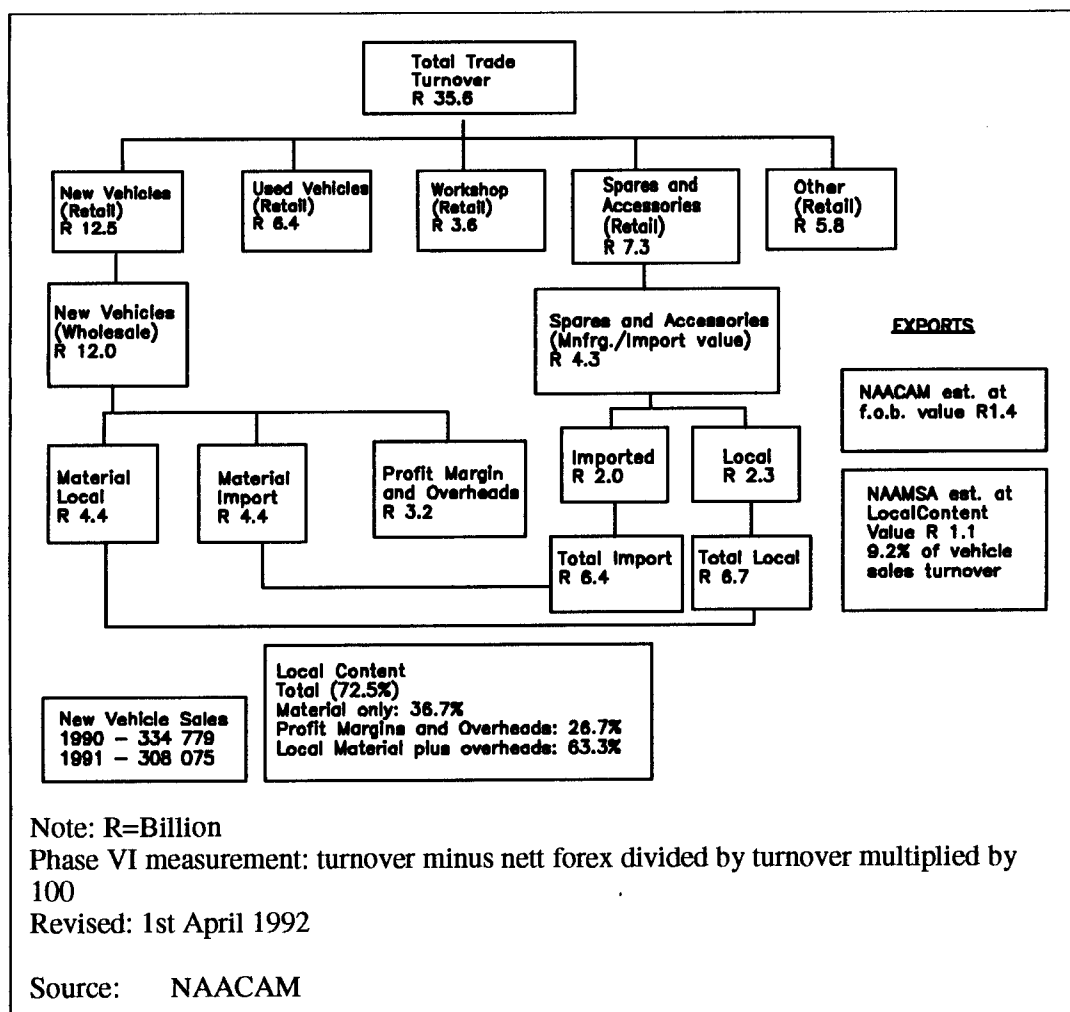 Total Trade
Turnover
R 35.6
New Vehicles
(Retail)
R 12.5
Used Vehicles
(Retail)
R 6.4
Workshop
(Retail)
R 3.6
Spares and
Accessories
(Retail)
R 7.3
Other
(Retail)
R 5.8
New Vehicles
(Wholesale)
R 12.0
Spares and Accessories
(Mnfrg./Import value)
R 4.3
EXPORTS
NAACAM est. at
f.o.b. value R1.4
Material
Local
R 4.4
Material
Import
R 4.4
Profit Margin
and Overheads
R 3.2
Imported
R 2.0
Local
R 2.3
NAAMSA est. at
LocalContent
Value R 1.1
9.2% of vehicle
sales turnover
Total Import
R 6.4
Total Local
R 6.7
New Vehicle Sales
1990 – 334 779
1991 – 308 075
Local Content
Total (72.5%)
Material only: 36.7%
Profit Margins and Overheads: 26.7%
Local Material plus overheads: 63.3%
Note: R=Billion
Phase VI measurement: turnover minus nett forex divided by turnover multiplied by
100
Revised: 1st April 1992
Source: NAACAM